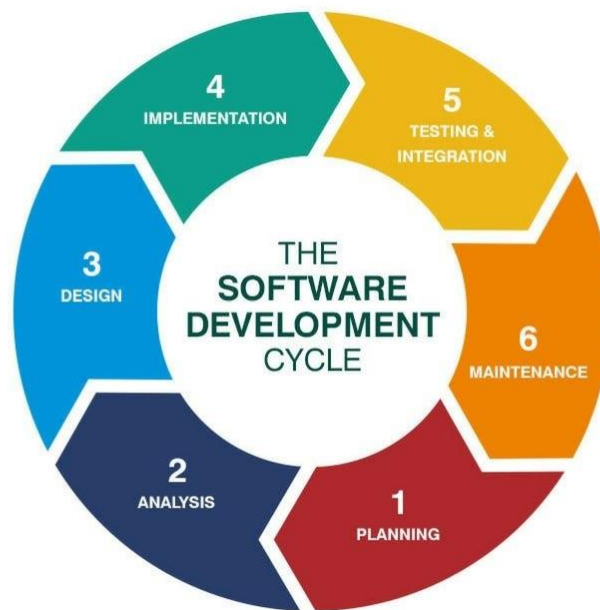 THE
SOFTWARE
DEVELOPMENT
CYCLE
1
PLANNING
2
ANALYSIS
3
DESIGN
4
IMPLEMENTATION
5
TESTING &
INTEGRATION
6
MAINTENANCE